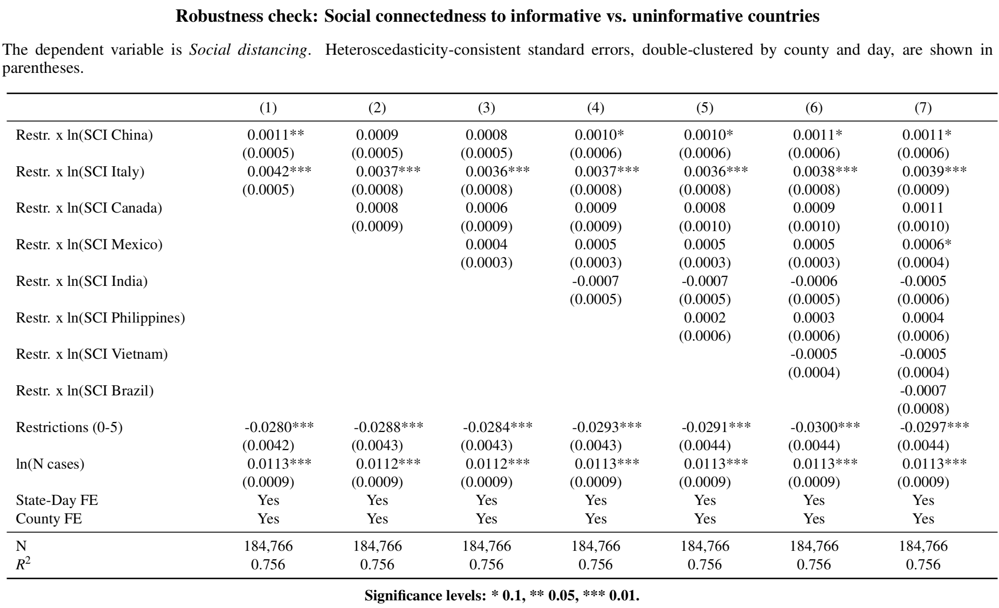 Robustness check: Social connectedness to informative vs. uninformative countries
The dependent variable is Social distancing. Heteroscedasticity-consistent standard errors, double-clustered by county and day, are shown in
parentheses.
(1) (2) (3) (4) (5) (6) (7)
Restr. x ln(SCI China) 0.0011** 0.0009 0.0008 0.0010* 0.0010* 0.0011* 0.0011*
(0.0005) (0.0005) (0.0005) (0.0006) (0.0006) (0.0006) (0.0006)
Restr. x ln(SCI Italy) 0.0042*** 0.0037*** 0.0036*** 0.0037*** 0.0036*** 0.0038*** 0.0039***
(0.0005) (0.0008) (0.0008) (0.0008) (0.0008) (0.0008) (0.0009)
Restr. x ln(SCI Canada) 0.0008 0.0006 0.0009 0.0008 0.0009 0.0011
(0.0009) (0.0009) (0.0009) (0.0010) (0.0010) (0.0010)
Restr. x ln(SCI Mexico) 0.0004 0.0005 0.0005 0.0005 0.0006*
(0.0003) (0.0003) (0.0003) (0.0003) (0.0004)
Restr. x ln(SCI India) -0.0007 -0.0007 -0.0006 -0.0005
(0.0005) (0.0005) (0.0005) (0.0006)
Restr. x ln(SCI Philippines) 0.0002 0.0003 0.0004
(0.0006) (0.0006) (0.0006)
Restr. x ln(SCI Vietnam) -0.0005 -0.0005
(0.0004) (0.0004)
Restr. x ln(SCI Brazil) -0.0007
(0.0008)
Restrictions (0-5) -0.0280*** -0.0288*** -0.0284*** -0.0293*** -0.0291*** -0.0300*** -0.0297***
(0.0042) (0.0043) (0.0043) (0.0043) (0.0044) (0.0044) (0.0044)
ln(N cases) 0.0113*** 0.0112*** 0.0112*** 0.0113*** 0.0113*** 0.0113*** 0.0113***
(0.0009) (0.0009) (0.0009) (0.0009) (0.0009) (0.0009) (0.0009)
State-Day FE Yes Yes Yes Yes Yes Yes Yes
County FE Yes Yes Yes Yes Yes Yes Yes
N 184,766 184,766 184,766 184,766 184,766 184,766 184,766
R² 0.756 0.756 0.756 0.756 0.756 0.756 0.756
Significance levels: * 0.1, ** 0.05, *** 0.01.